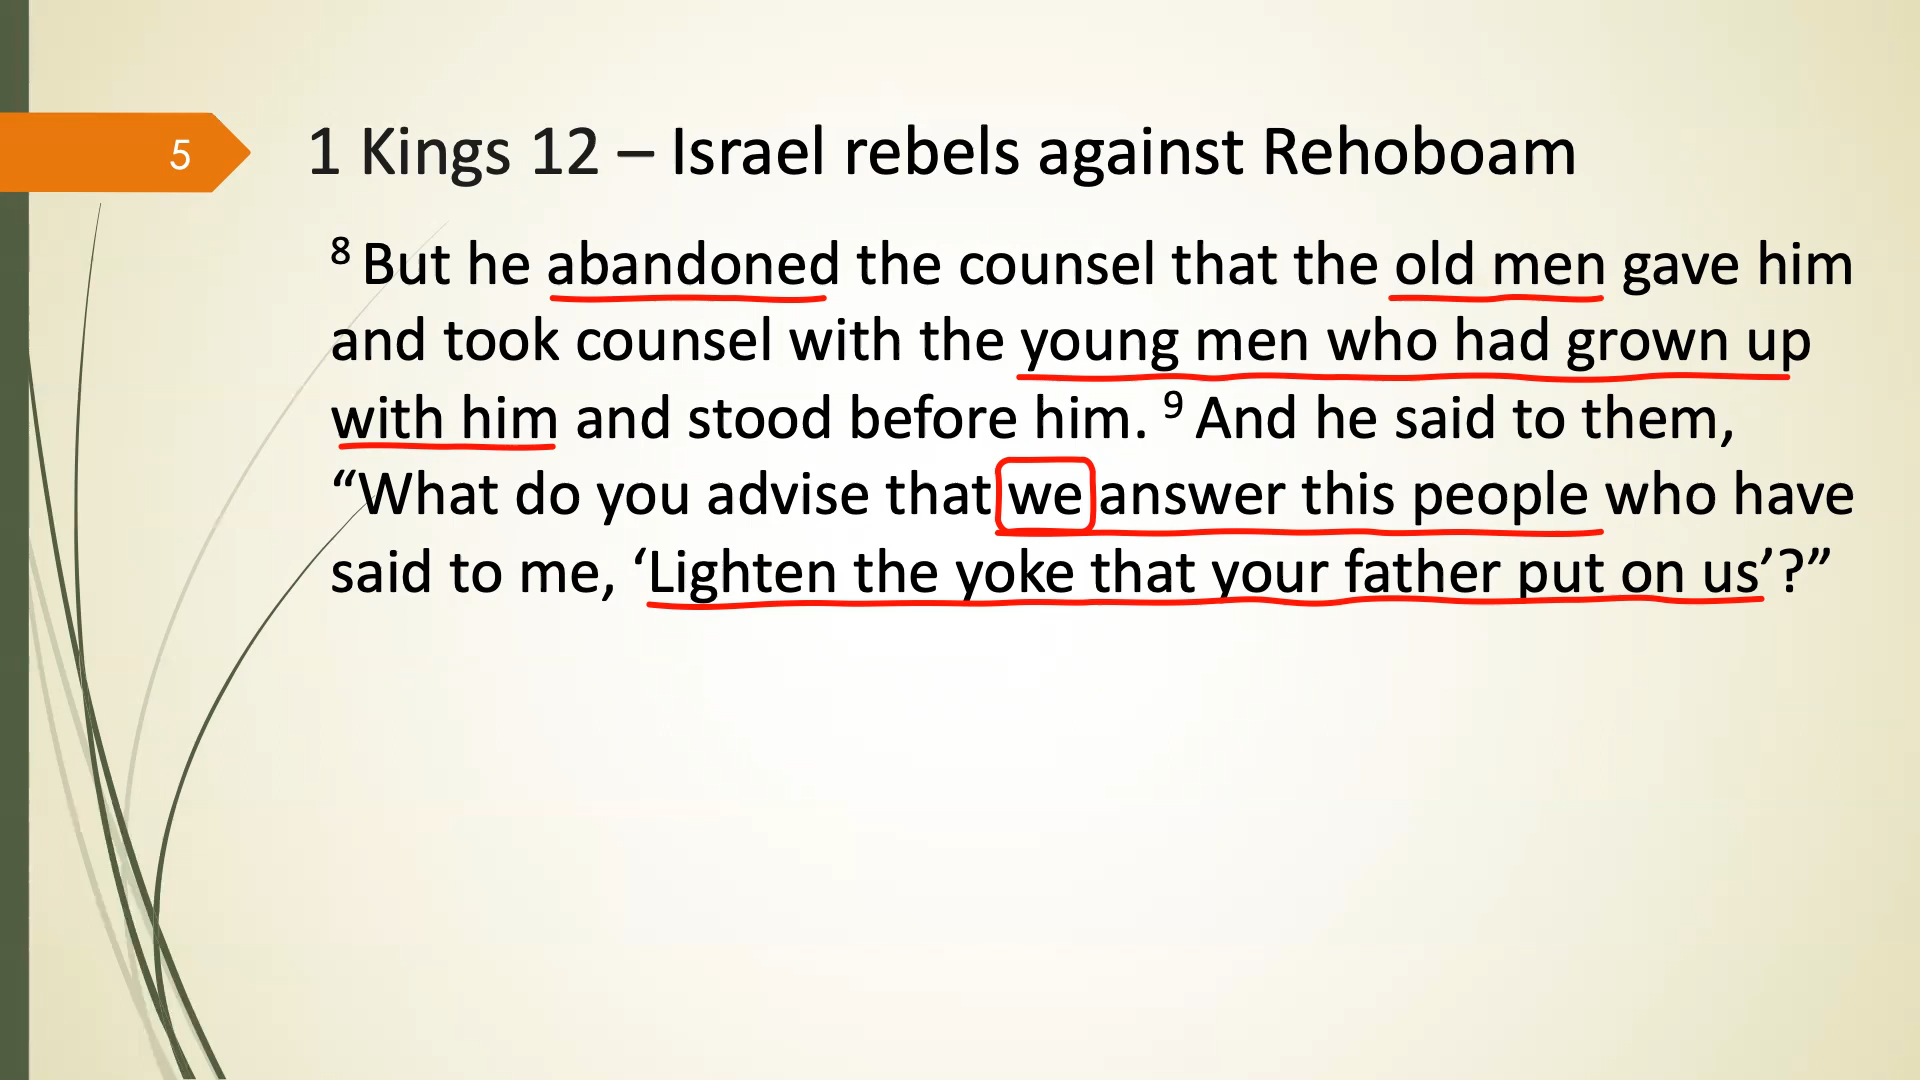 5
1 Kings 12 – Israel rebels against Rehoboam
8 But he abandoned the counsel that the old men gave him
and took counsel with the young men who had grown up
with him and stood before him. 9 And he said to them,
“What do you advise that we answer this people who have
said to me, ‘Lighten the yoke that your father put on us’?”